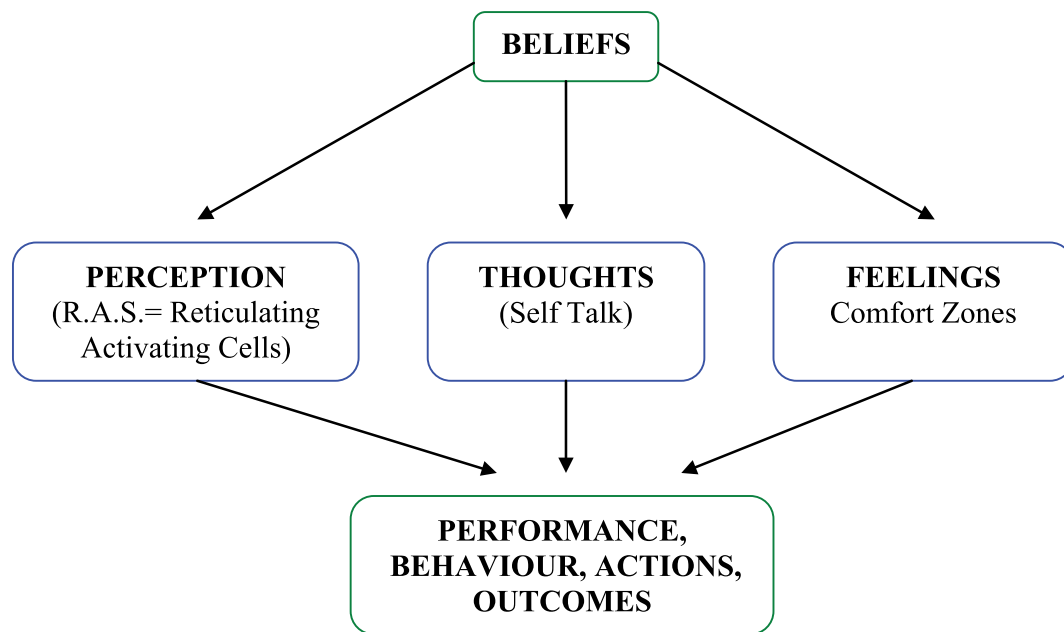 BELIEFS
PERCEPTION
(R.A.S.= Reticulating
Activating Cells)
THOUGHTS
(Self Talk)
FEELINGS
Comfort Zones
PERFORMANCE,
BEHAVIOUR, ACTIONS,
OUTCOMES